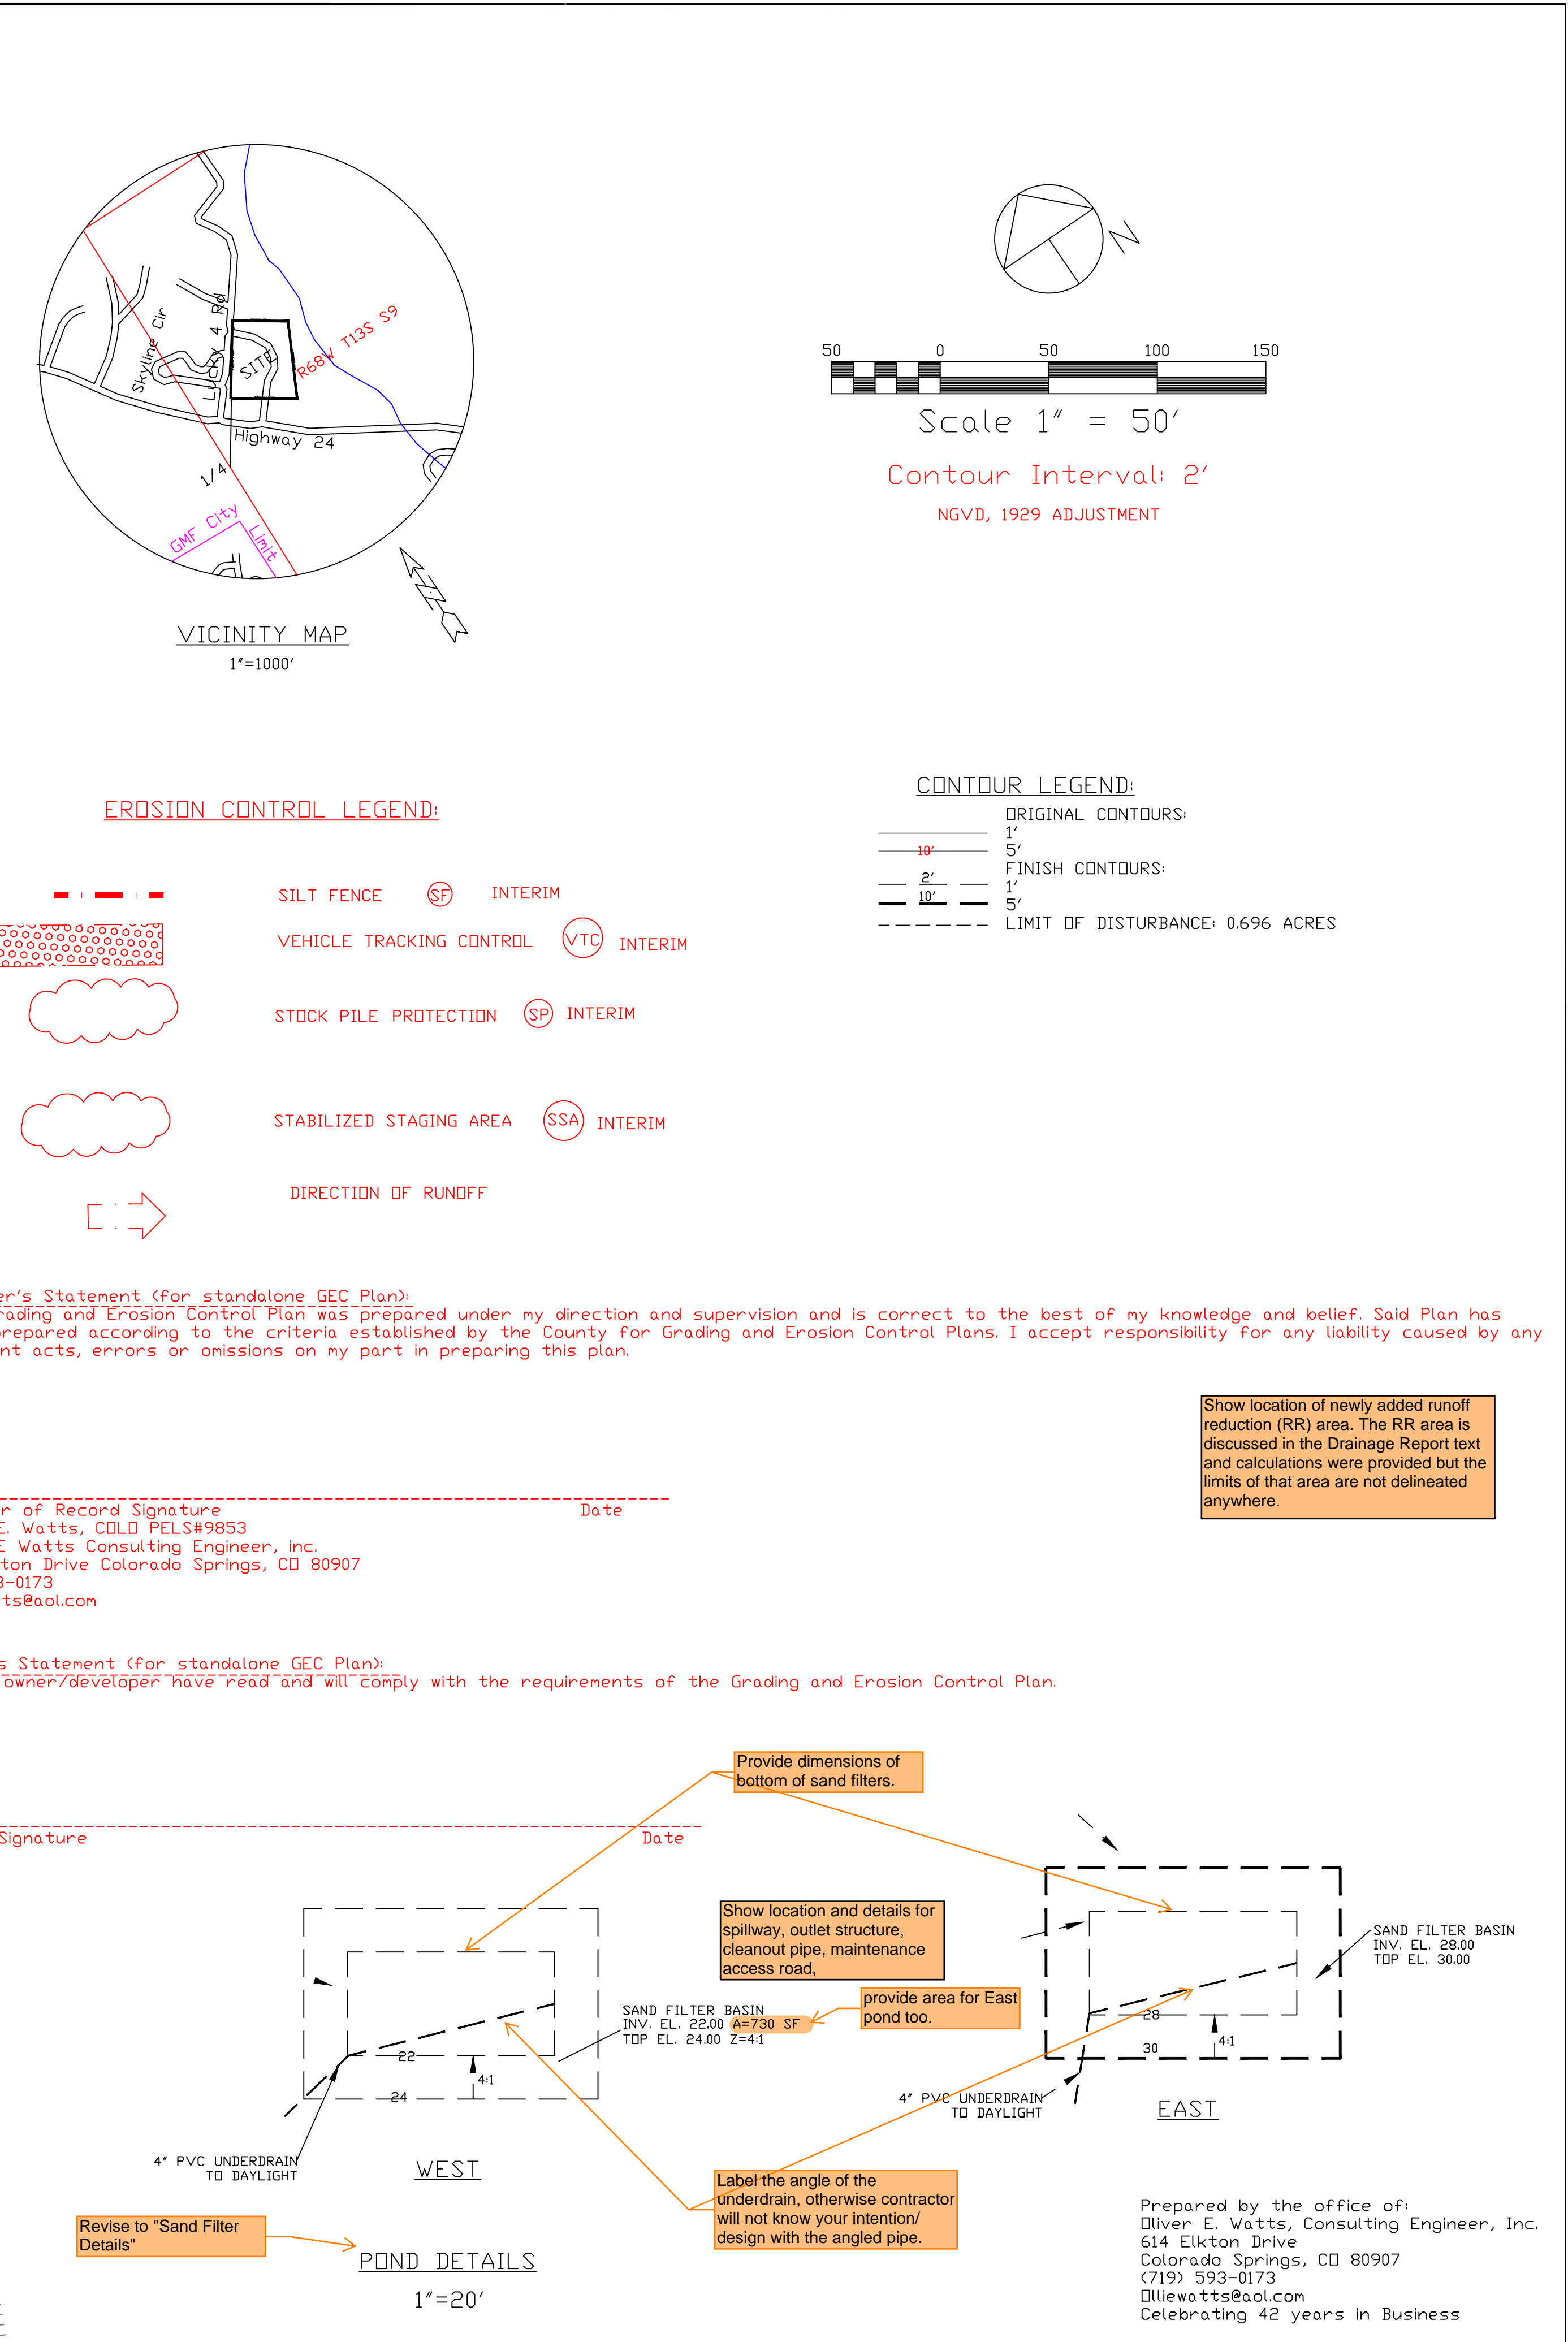 Skyline Cir
Lucky 4 Rd
SITE
R68W T13S S9
Highway 24
1/4
GMF City
Limit
VICINITY MAP
1"=1000'
N
50 0 50 100 150
Scale 1" = 50'
Contour Interval: 2'
NGVD, 1929 ADJUSTMENT
EROSION CONTROL LEGEND:
SILT FENCE SF INTERIM
VEHICLE TRACKING CONTROL VTC INTERIM
STOCK PILE PROTECTION SP INTERIM
STABILIZED STAGING AREA SSA INTERIM
DIRECTION OF RUNOFF
CONTOUR LEGEND:
ORIGINAL CONTOURS:
1'
10' 5'
FINISH CONTOURS:
2' 1'
10' 5'
LIMIT OF DISTURBANCE: 0.696 ACRES
er's Statement (for standalone GEC Plan):
rading and Erosion Control Plan was prepared under my direction and supervision and is correct to the best of my knowledge and belief. Said Plan has
prepared according to the criteria established by the County for Grading and Erosion Control Plans. I accept responsibility for any liability caused by any
nt acts, errors or omissions on my part in preparing this plan.
Show location of newly added runoff
reduction (RR) area. The RR area is
discussed in the Drainage Report text
and calculations were provided but the
limits of that area are not delineated
anywhere.
r of Record Signature Date
E. Watts, COLO PELS#9853
E Watts Consulting Engineer, inc.
ton Drive Colorado Springs, CO 80907
3-0173
ts@aol.com
s Statement (for standalone GEC Plan):
owner/developer have read and will comply with the requirements of the Grading and Erosion Control Plan.
Signature Date
Provide dimensions of
bottom of sand filters.
Show location and details for
spillway, outlet structure,
cleanout pipe, maintenance
access road,
provide area for East
pond too.
SAND FILTER BASIN
INV. EL. 22.00 A=730 SF
TOP EL. 24.00 Z=4:1
22
4:1
24
4" PVC UNDERDRAIN
TO DAYLIGHT
WEST
SAND FILTER BASIN
INV. EL. 28.00
TOP EL. 30.00
28
4:1
30
4" PVC UNDERDRAIN
TO DAYLIGHT
EAST
Label the angle of the
underdrain, otherwise contractor
will not know your intention/
design with the angled pipe.
Revise to "Sand Filter
Details"
POND DETAILS
1"=20'
Prepared by the office of:
Oliver E. Watts, Consulting Engineer, Inc.
614 Elkton Drive
Colorado Springs, CO 80907
(719) 593-0173
Olliewatts@aol.com
Celebrating 42 years in Business